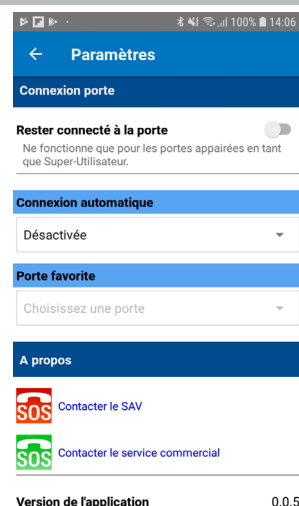 100% 14:06
Paramètres
Connexion porte
Rester connecté à la porte
Ne fonctionne que pour les portes appairées en tant
que Super-Utilisateur.
Connexion automatique
Désactivée
Porte favorite
Choisissez une porte
A propos
SOS Contacter le SAV
SOS Contacter le service commercial
Version de l'application 0.0.5